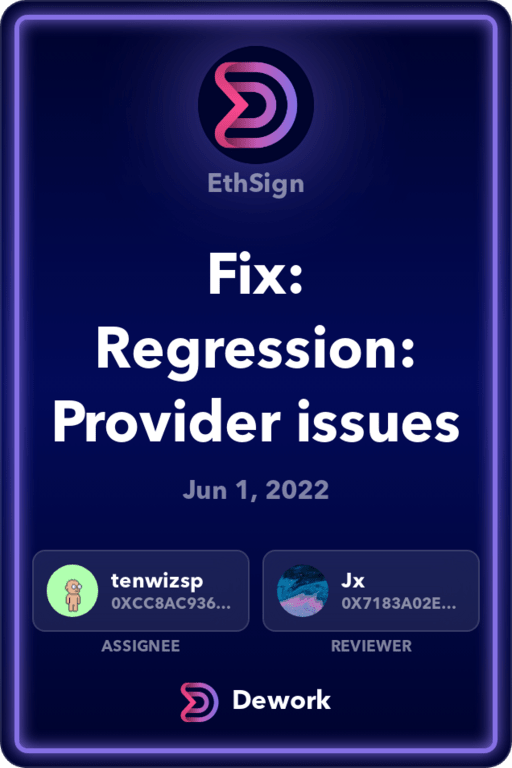 EthSign
Fix:
Regression:
Provider issues
Jun 1, 2022
tenwizsp
0XCC8AC936...
ASSIGNEE
Jx
0X7183A02E...
REVIEWER
Dework